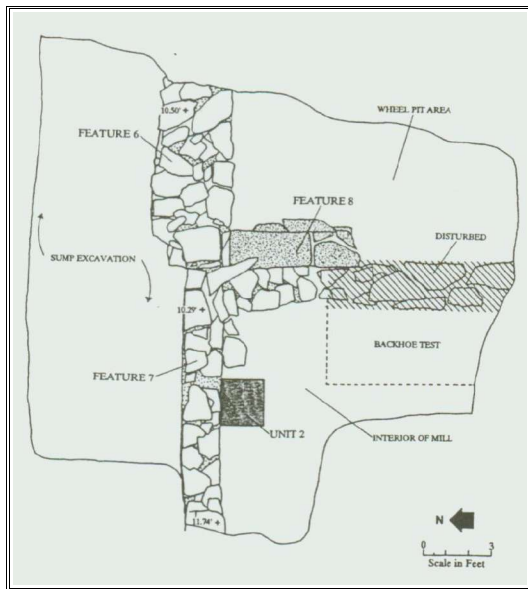 10.50' +
WHEEL PIT AREA
FEATURE 6
FEATURE 8
DISTURBED
SUMP EXCAVATION
10.29' +
BACKHOE TEST
FEATURE 7
UNIT 2
INTERIOR OF MILL
N
11.74' +
0 3
Scale in Feet